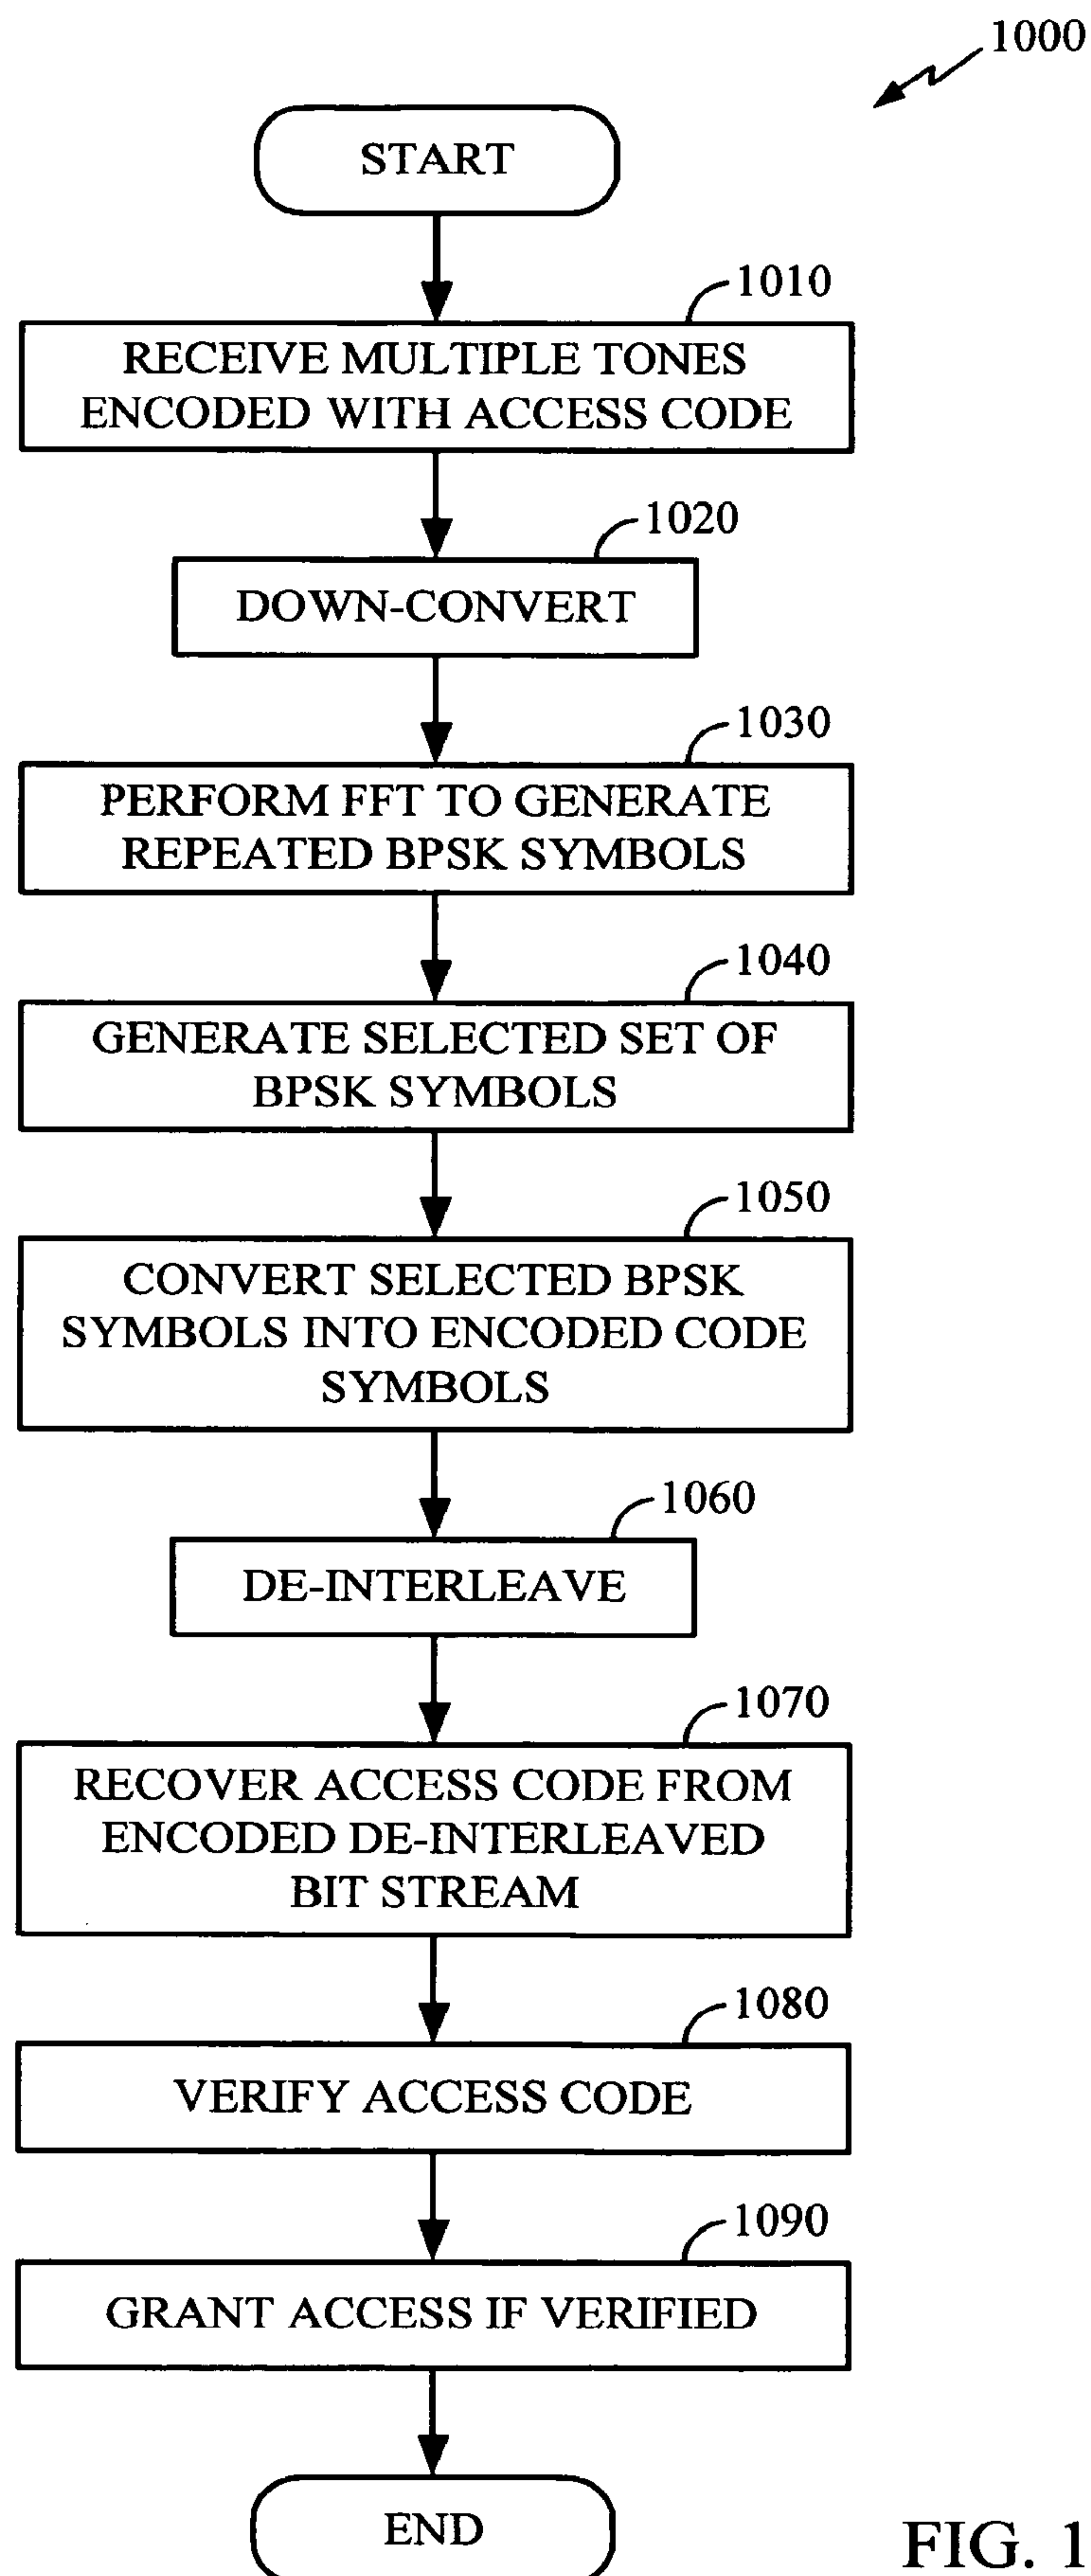 1000
START
1010
RECEIVE MULTIPLE TONES
ENCODED WITH ACCESS CODE
1020
DOWN-CONVERT
1030
PERFORM FFT TO GENERATE
REPEATED BPSK SYMBOLS
1040
GENERATE SELECTED SET OF
BPSK SYMBOLS
1050
CONVERT SELECTED BPSK
SYMBOLS INTO ENCODED CODE
SYMBOLS
1060
DE-INTERLEAVE
1070
RECOVER ACCESS CODE FROM
ENCODED DE-INTERLEAVED
BIT STREAM
1080
VERIFY ACCESS CODE
1090
GRANT ACCESS IF VERIFIED
END
FIG. 1